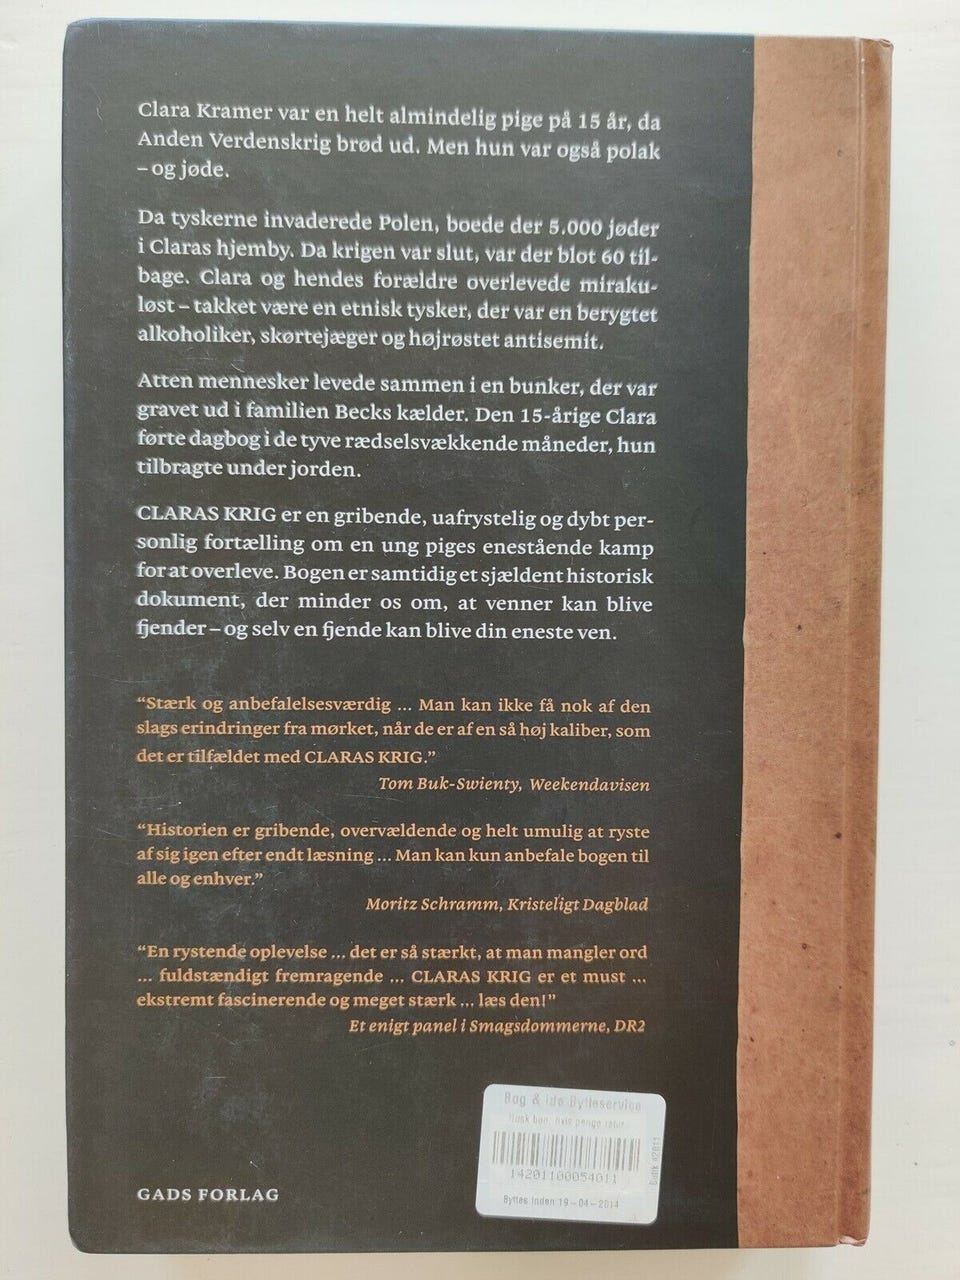 Clara Kramer var en helt almindelig pige på 15 år, da
Anden Verdenskrig brød ud. Men hun var også polak
– og jøde.
Da tyskerne invaderede Polen, boede der 5.000 jøder
i Claras hjemby. Da krigen var slut, var der blot 60 til-
bage. Clara og hendes forældre overlevede miraku-
løst – takket være en etnisk tysker, der var en berygtet
alkoholiker, skørtejæger og højrøstet antisemit.
Atten mennesker levede sammen i en bunker, der var
gravet ud i familien Becks kælder. Den 15-årige Clara
førte dagbog i de tyve rædselsvækkende måneder, hun
tilbragte under jorden.
CLARAS KRIG er en gribende, uafrystelig og dybt per-
sonlig fortælling om en ung piges enestående kamp
for at overleve. Bogen er samtidig et sjældent historisk
dokument, der minder os om, at venner kan blive
fjender – og selv en fjende kan blive din eneste ven.
“Stærk og anbefalelsesværdig ... Man kan ikke få nok af den
slags erindringer fra mørket, når de er af en så høj kaliber, som
det er tilfældet med CLARAS KRIG.”
Tom Buk-Swienty, Weekendavisen
“Historien er gribende, overvældende og helt umulig at ryste
af sig igen efter endt læsning ... Man kan kun anbefale bogen til
alle og enhver.”
Moritz Schramm, Kristeligt Dagblad
“En rystende oplevelse ... det er så stærkt, at man mangler ord
... fuldstændigt fremragende ... CLARAS KRIG er et must ...
ekstremt fascinerende og meget stærk ... læs den!”
Et enigt panel i Smagsdommerne, DR2
Bog & idé Bytteservice
Husk bon, hvis penge retur
14201100054011
Byttes inden 19-04-2014
Butik #2011
GADS FORLAG